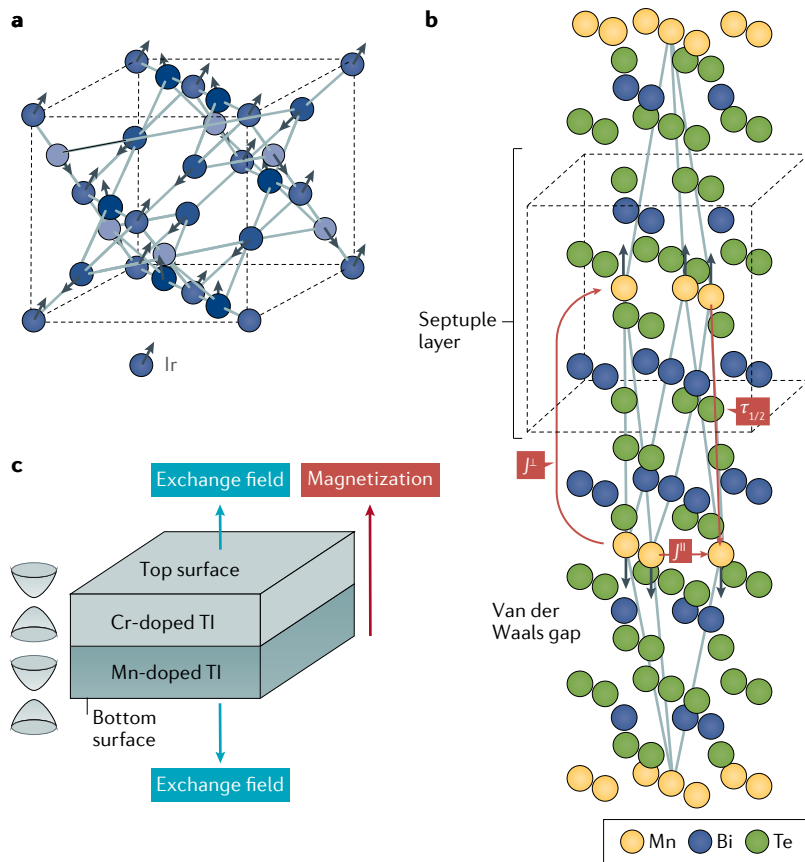 a
Ir
b
Septuple
layer
τ1/2
J⊥
J||
Van der
Waals gap
Mn
Bi
Te
c
Exchange field
Magnetization
Top surface
Cr-doped TI
Mn-doped TI
Bottom
surface
Exchange field